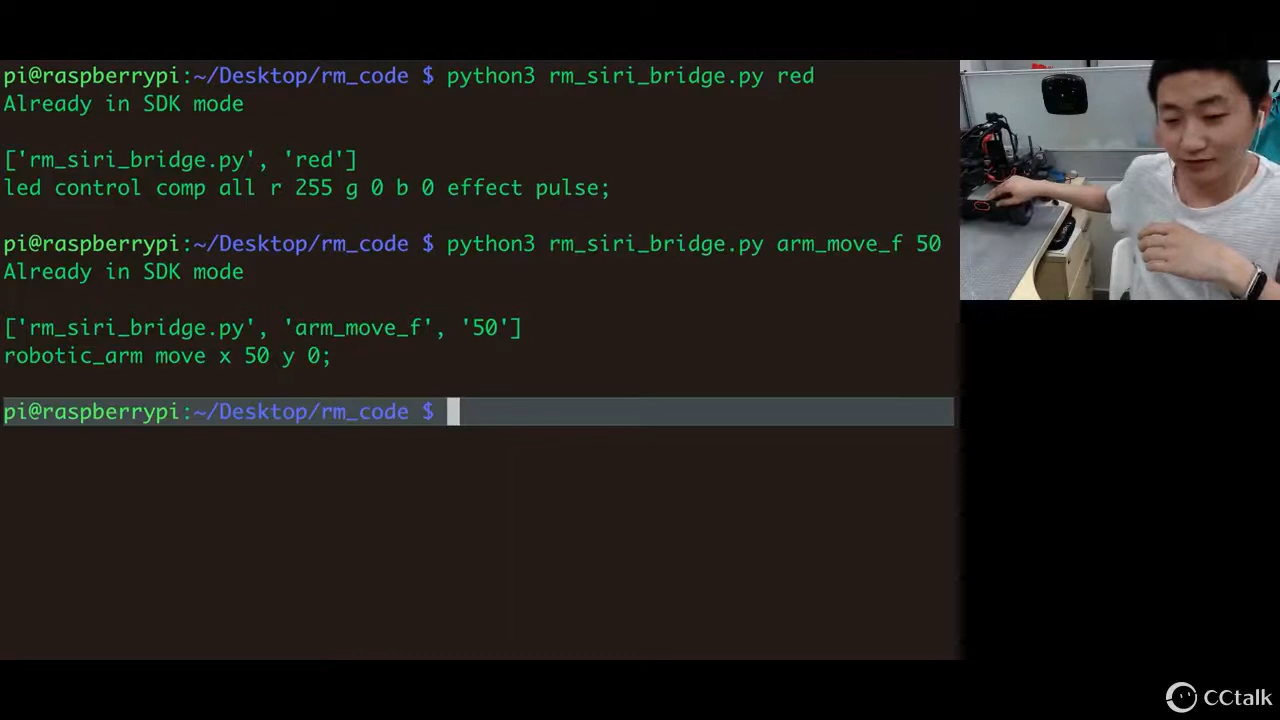 pi@raspberrypi:~/Desktop/rm_code $ python3 rm_siri_bridge.py red
Already in SDK mode
['rm_siri_bridge.py', 'red']
led control comp all r 255 g 0 b 0 effect pulse;
pi@raspberrypi:~/Desktop/rm_code $ python3 rm_siri_bridge.py arm_move_f 50
Already in SDK mode
['rm_siri_bridge.py', 'arm_move_f', '50']
robotic_arm move x 50 y 0;
pi@raspberrypi:~/Desktop/rm_code $
CCtalk